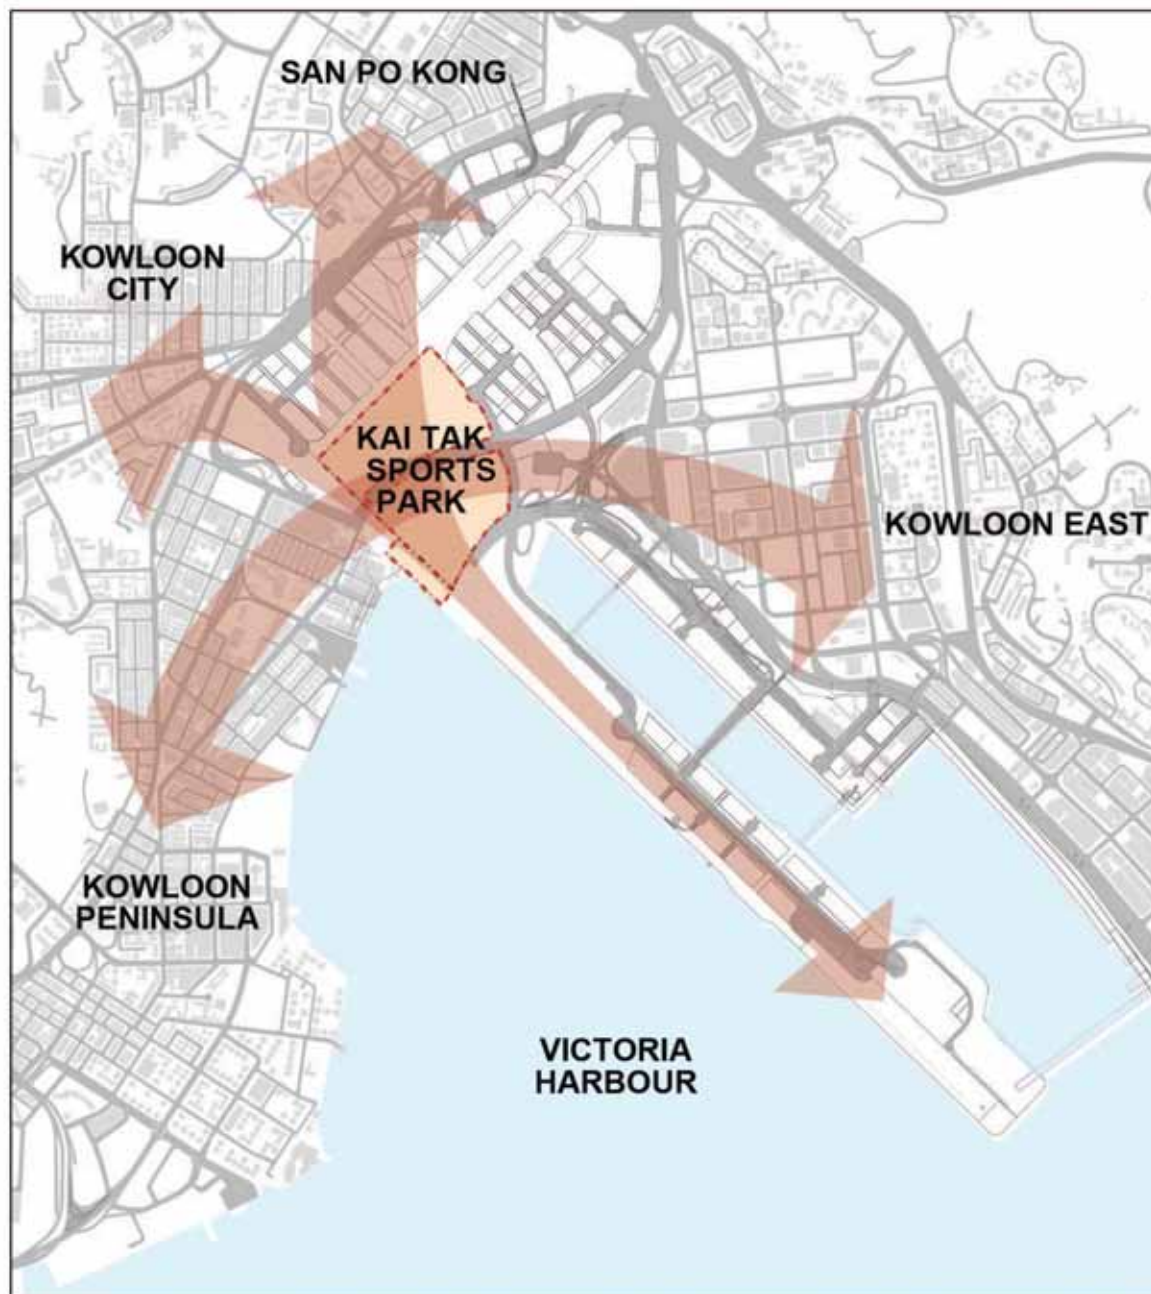 SAN PO KONG
KOWLOON
CITY
KAI TAK
SPORTS
PARK
KOWLOON EAST
KOWLOON
PENINSULA
VICTORIA
HARBOUR